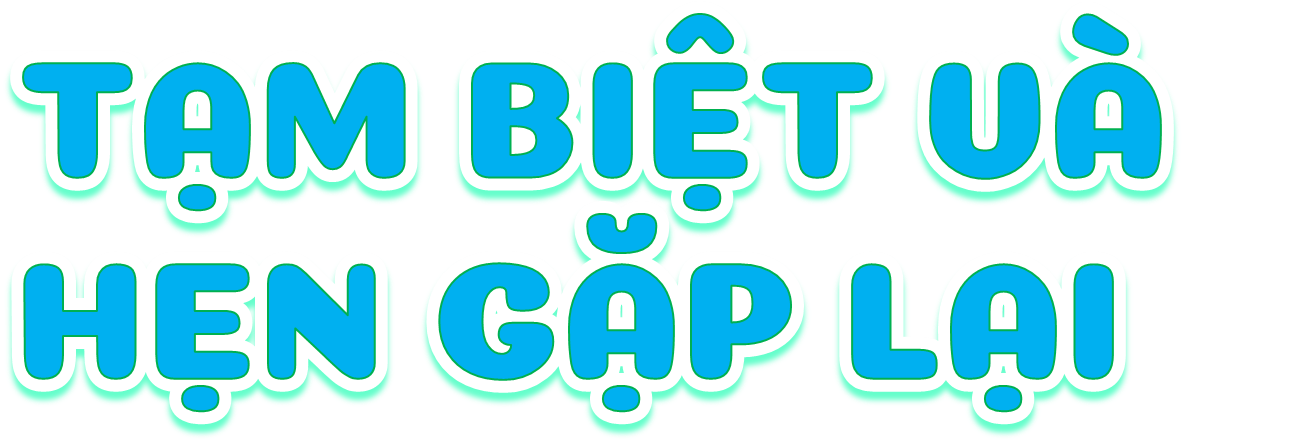 TẠM BIỆT UÀ
HẸN GẶP LẠI